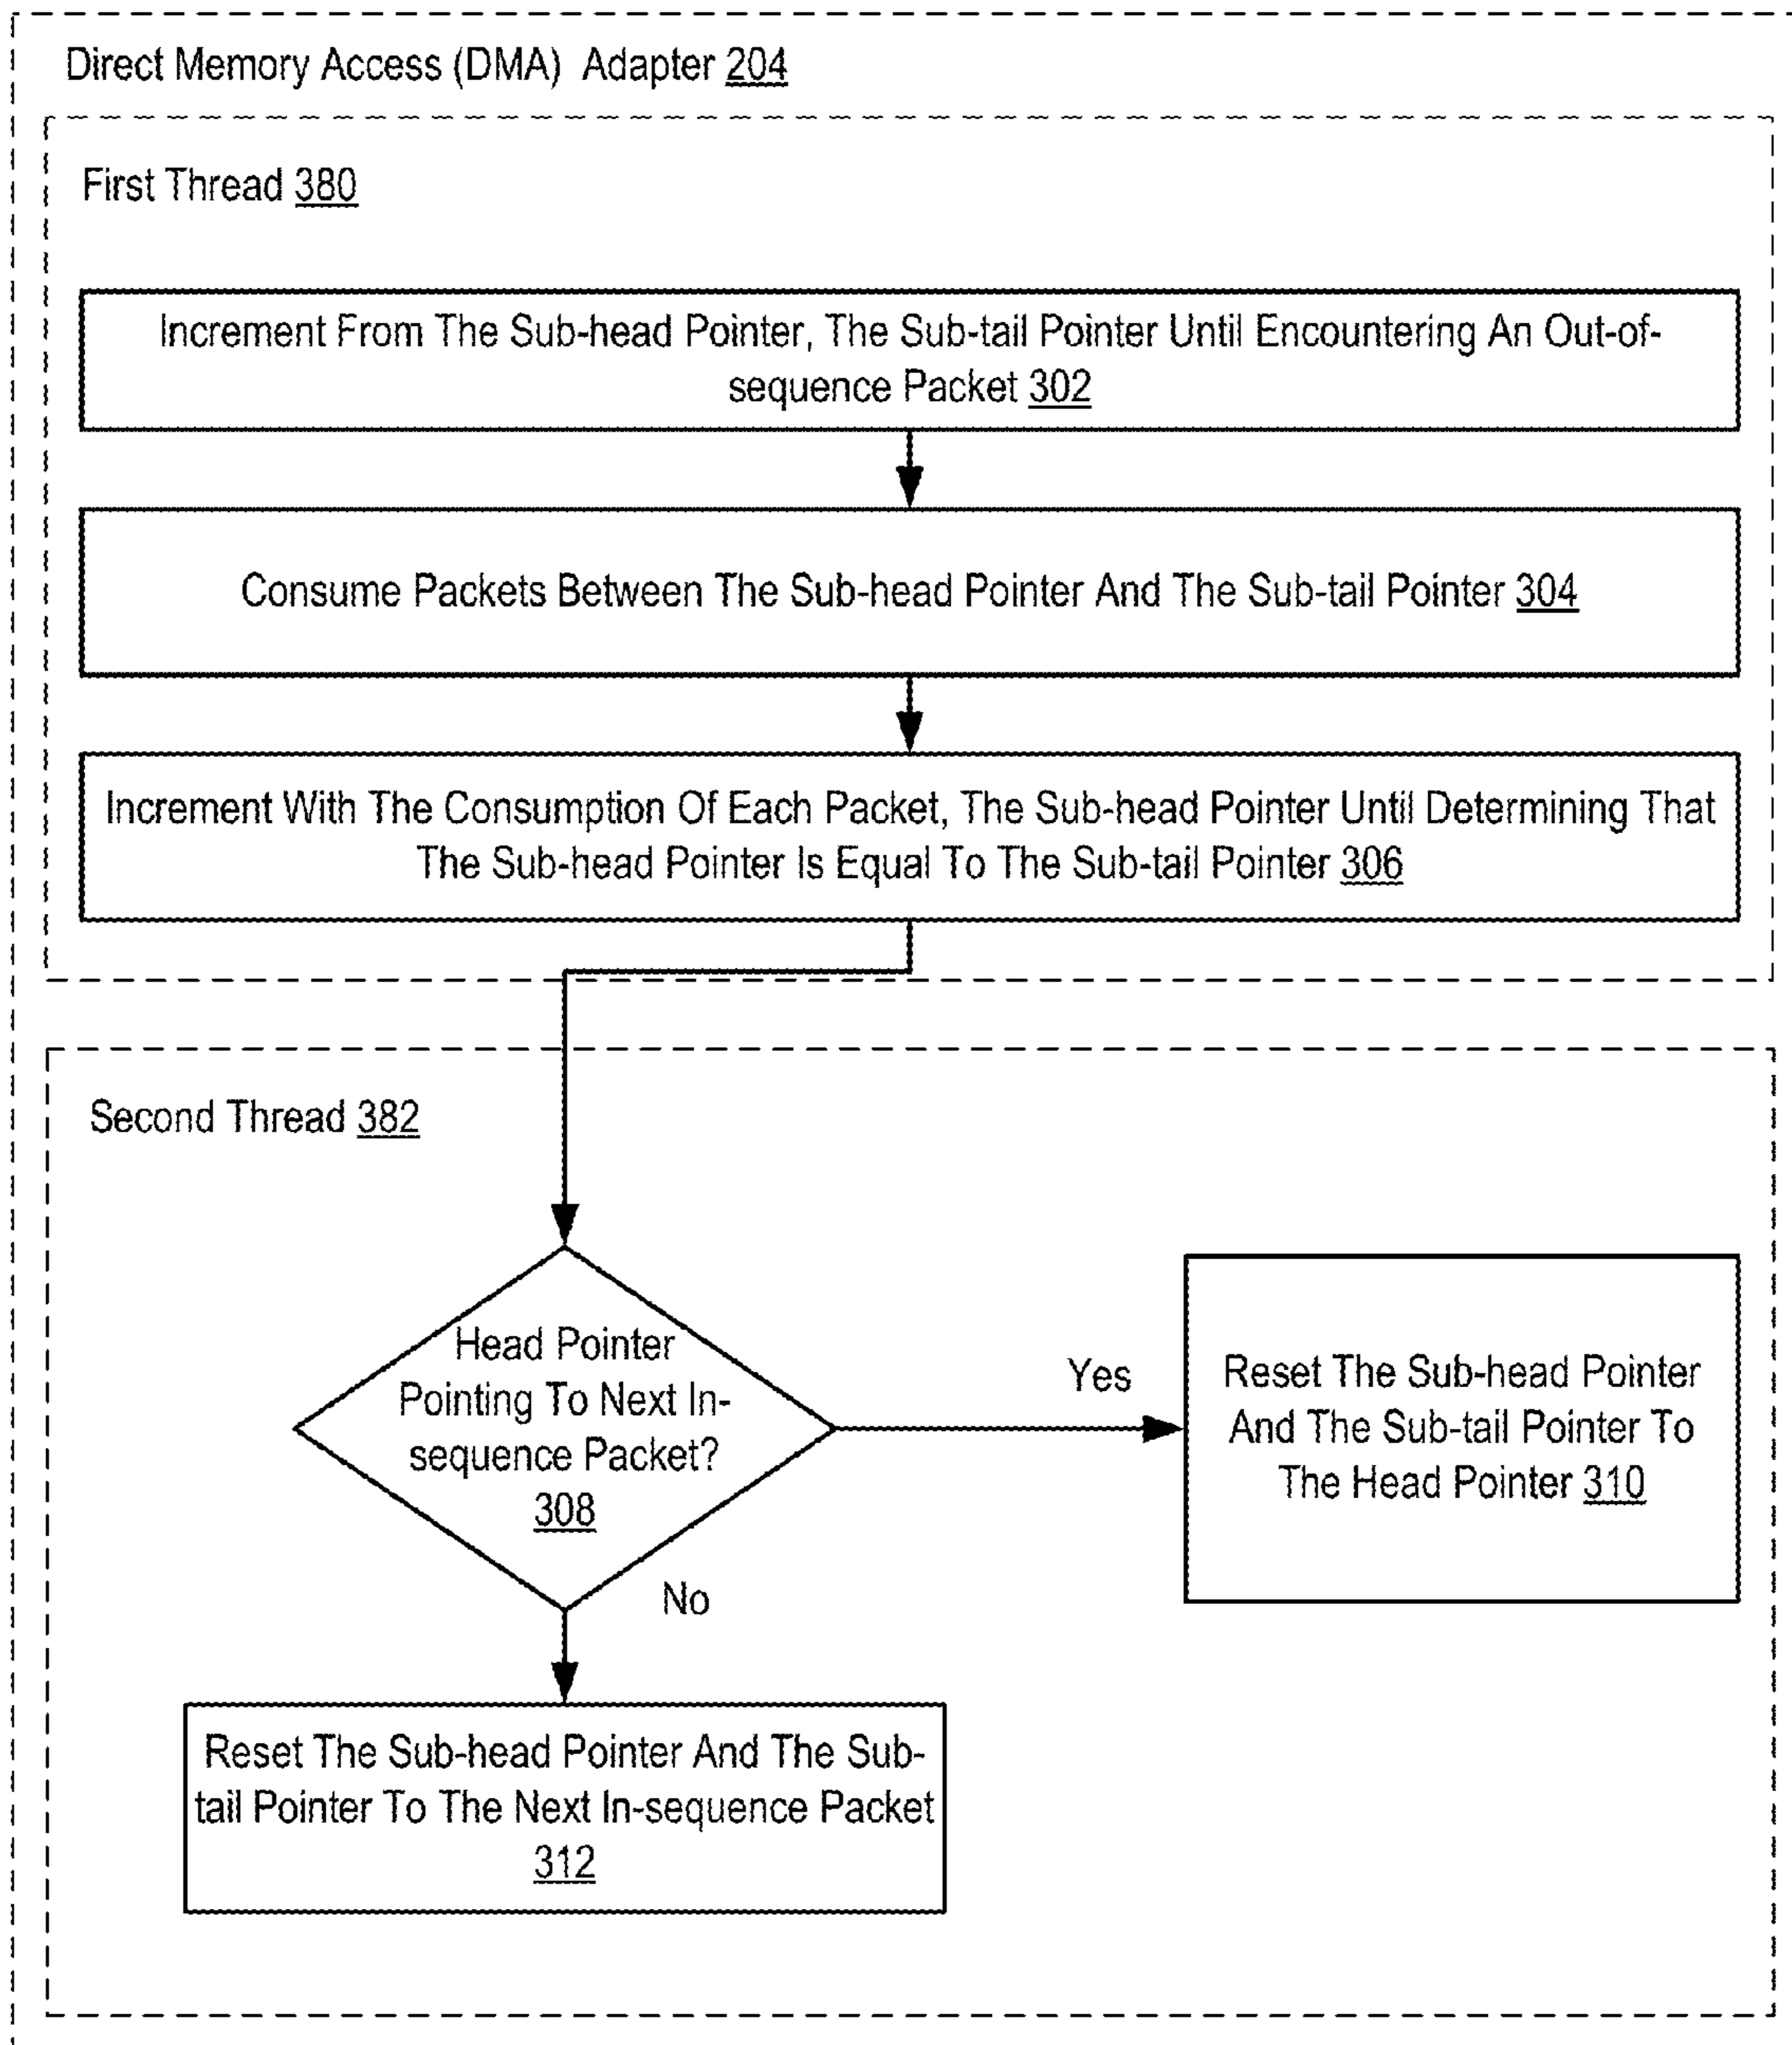 Direct Memory Access (DMA) Adapter 204
First Thread 380
Increment From The Sub-head Pointer, The Sub-tail Pointer Until Encountering An Out-of-
sequence Packet 302
Consume Packets Between The Sub-head Pointer And The Sub-tail Pointer 304
Increment With The Consumption Of Each Packet, The Sub-head Pointer Until Determining That
The Sub-head Pointer Is Equal To The Sub-tail Pointer 306
Second Thread 382
Head Pointer
Pointing To Next In-
sequence Packet?
308
Yes
Reset The Sub-head Pointer
And The Sub-tail Pointer To
The Head Pointer 310
No
Reset The Sub-head Pointer And The Sub-
tail Pointer To The Next In-sequence Packet
312